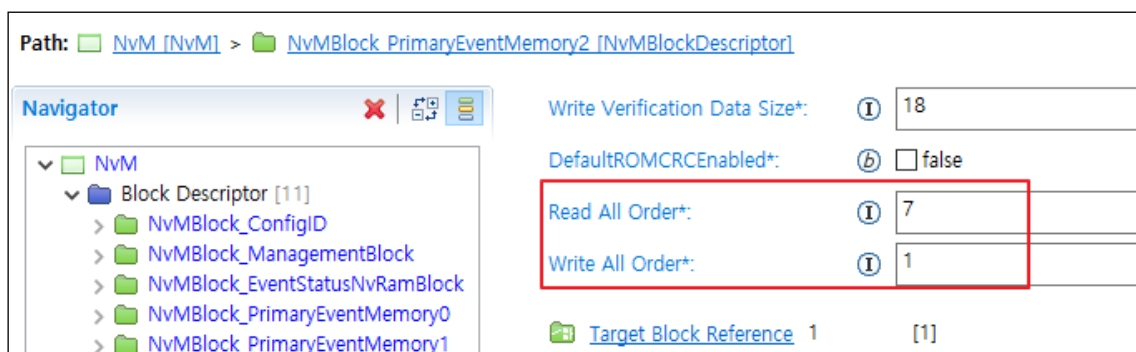 Path: NvM [NvM] > NvMBlock_PrimaryEventMemory2 [NvMBlockDescriptor]
Navigator
NvM
Block Descriptor [11]
NvMBlock_ConfigID
NvMBlock_ManagementBlock
NvMBlock_EventStatusNvRamBlock
NvMBlock_PrimaryEventMemory0
NvMBlock_PrimaryEventMemory1
Write Verification Data Size*: I 18
DefaultROMCRCEnabled*: b false
Read All Order*: I 7
Write All Order*: I 1
Target Block Reference 1 [1]